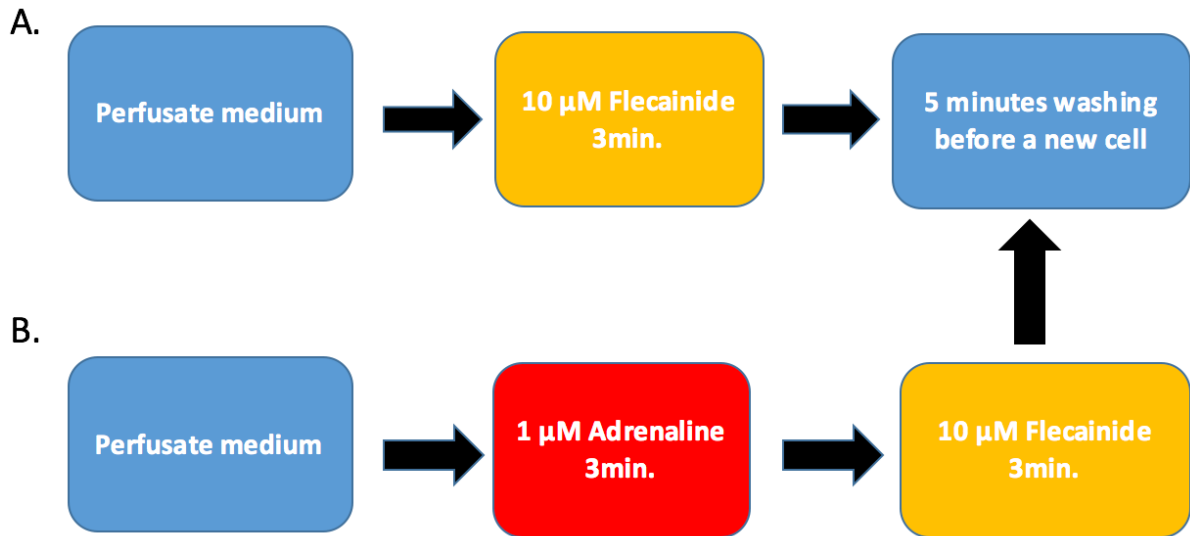 A.
Perfusate medium
10 µM Flecainide
3min.
5 minutes washing
before a new cell
B.
Perfusate medium
1 µM Adrenaline
3min.
10 µM Flecainide
3min.